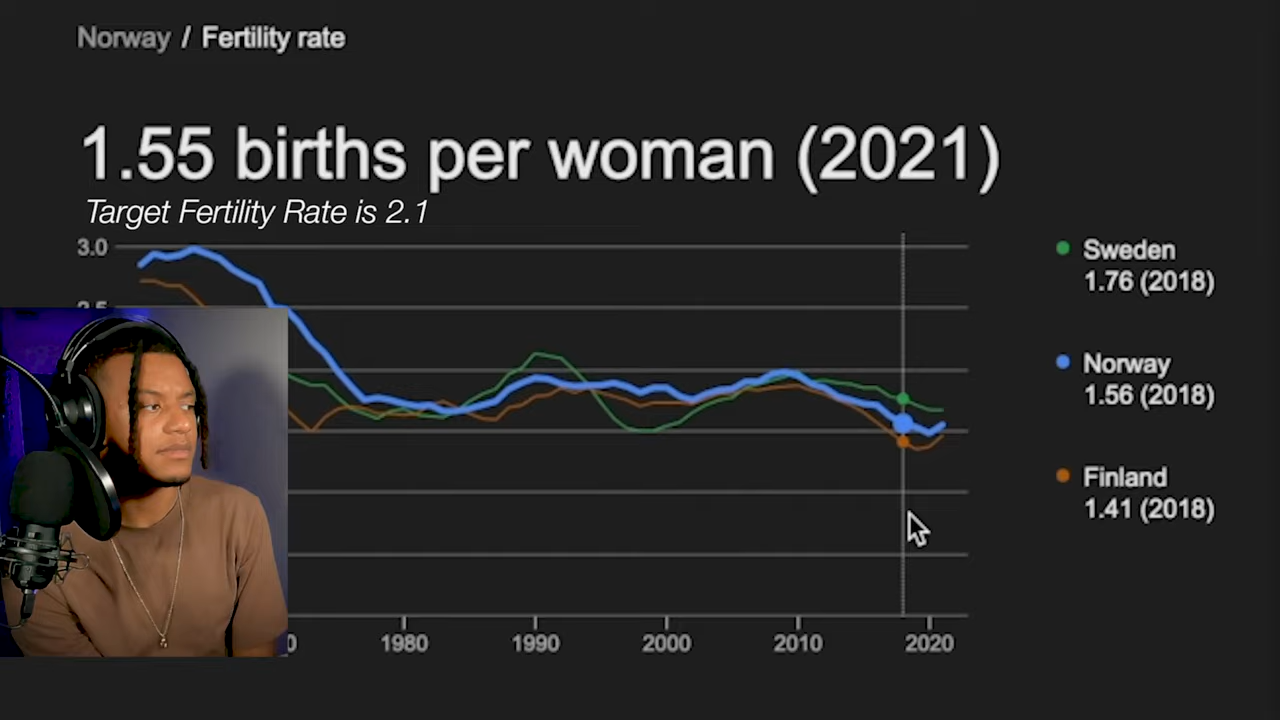 Norway / Fertility rate
1.55 births per woman (2021)
Target Fertility Rate is 2.1
3.0
Sweden
1.76 (2018)
Norway
1.56 (2018)
Finland
1.41 (2018)
1980 1990 2000 2010 2020